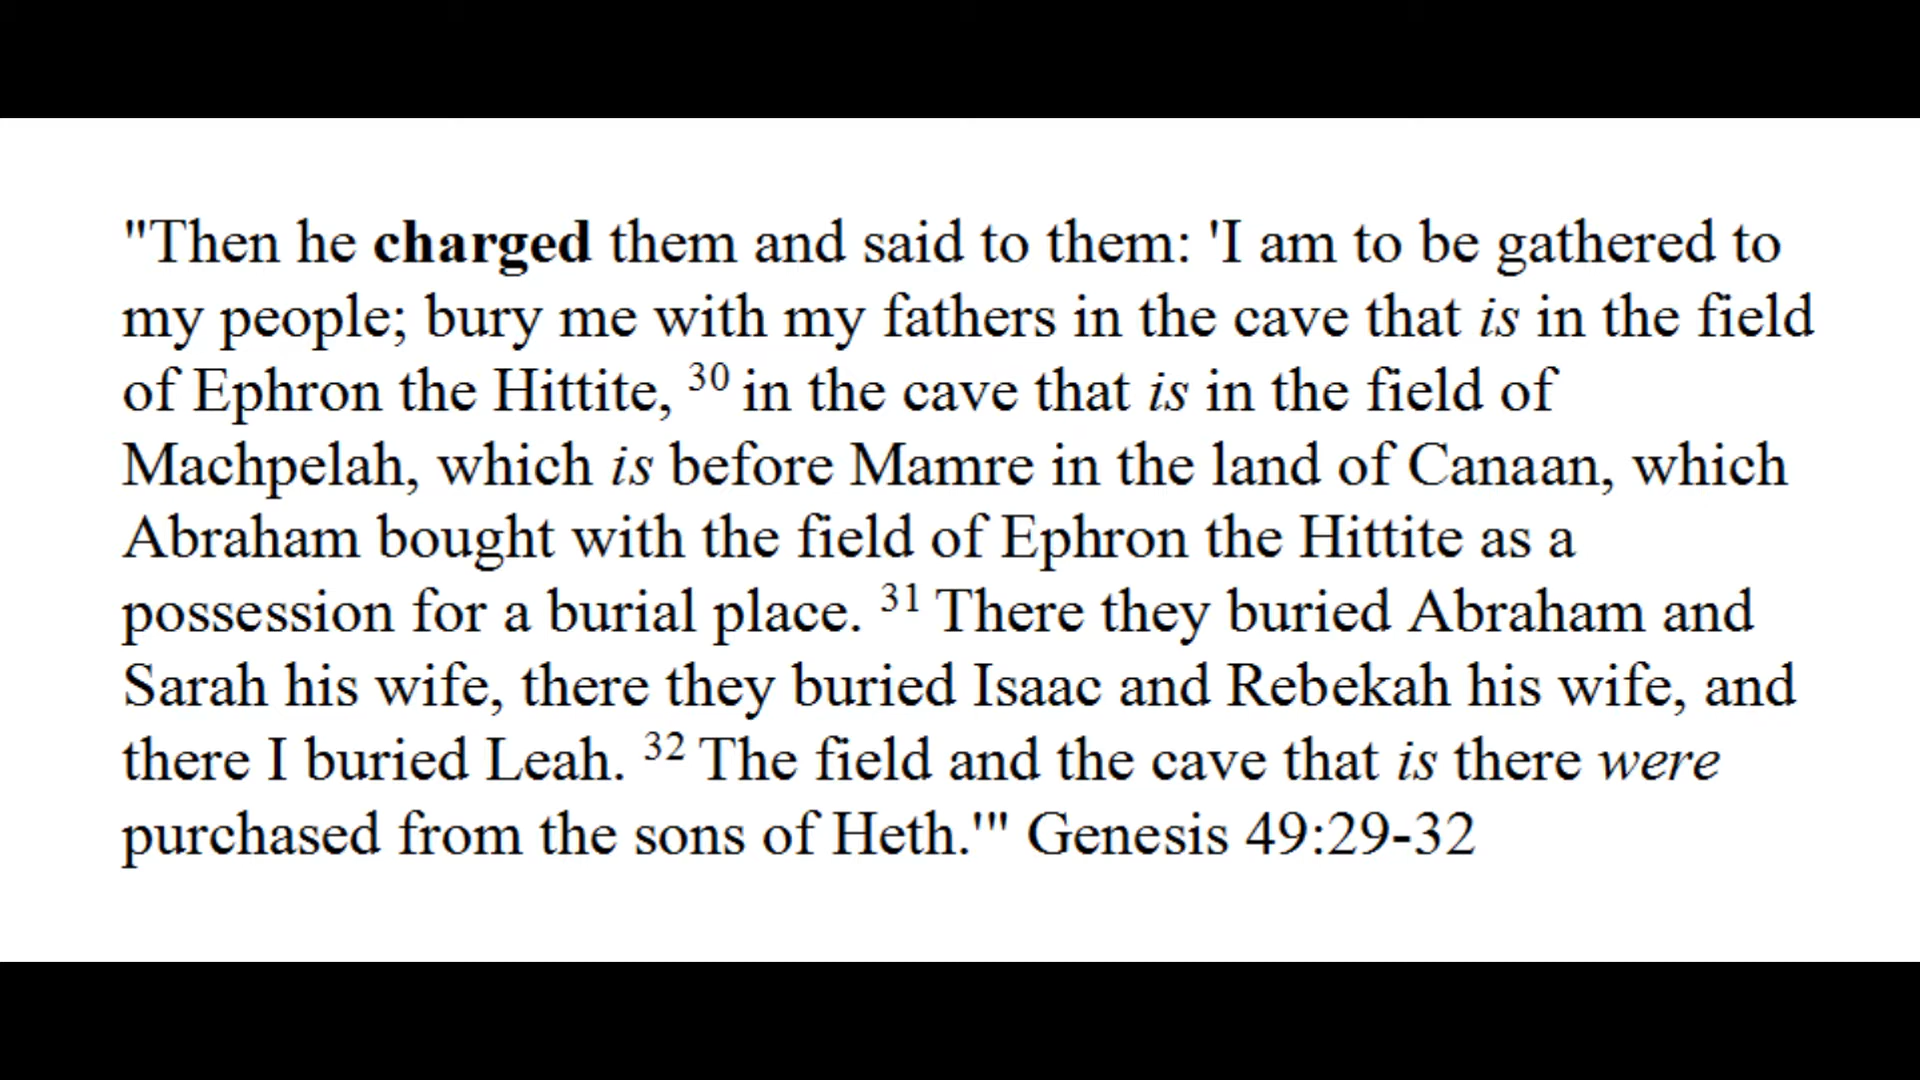 "Then he charged them and said to them: 'I am to be gathered to
my people; bury me with my fathers in the cave that is in the field
of Ephron the Hittite, 30 in the cave that is in the field of
Machpelah, which is before Mamre in the land of Canaan, which
Abraham bought with the field of Ephron the Hittite as a
possession for a burial place. 31 There they buried Abraham and
Sarah his wife, there they buried Isaac and Rebekah his wife, and
there I buried Leah. 32 The field and the cave that is there were
purchased from the sons of Heth.'" Genesis 49:29-32